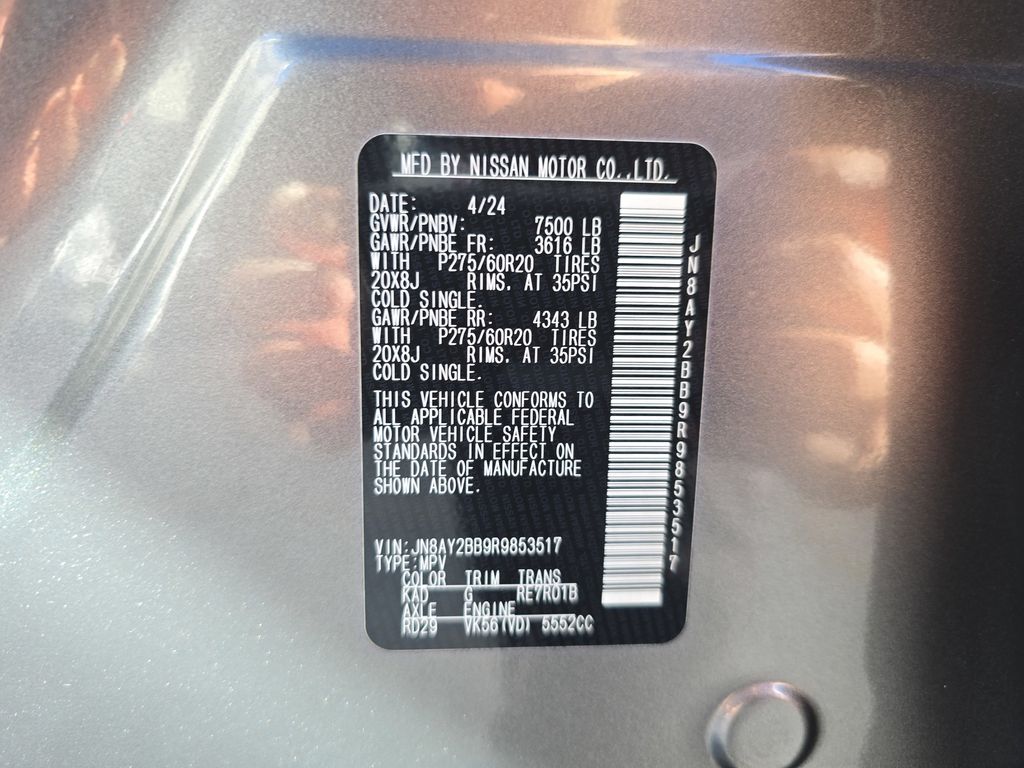 MFD BY NISSAN MOTOR CO.,LTD.
DATE: 4/24
GVWR/PNBV: 7500 LB
GAWR/PNBE FR: 3616 LB
WITH P275/60R20 TIRES
20X8J RIMS. AT 35PSI
COLD SINGLE.
GAWR/PNBE RR: 4343 LB
WITH P275/60R20 TIRES
20X8J RIMS. AT 35PSI
COLD SINGLE.
THIS VEHICLE CONFORMS TO
ALL APPLICABLE FEDERAL
MOTOR VEHICLE SAFETY
STANDARDS IN EFFECT ON
THE DATE OF MANUFACTURE
SHOWN ABOVE.
VIN:JN8AY2BB9R9853517
TYPE:MPV
COLOR TRIM TRANS
KAD G RE7R01B
AXLE ENGINE
RD29 VK56(VD) 5552CC
JN8AY2BB9R9853517